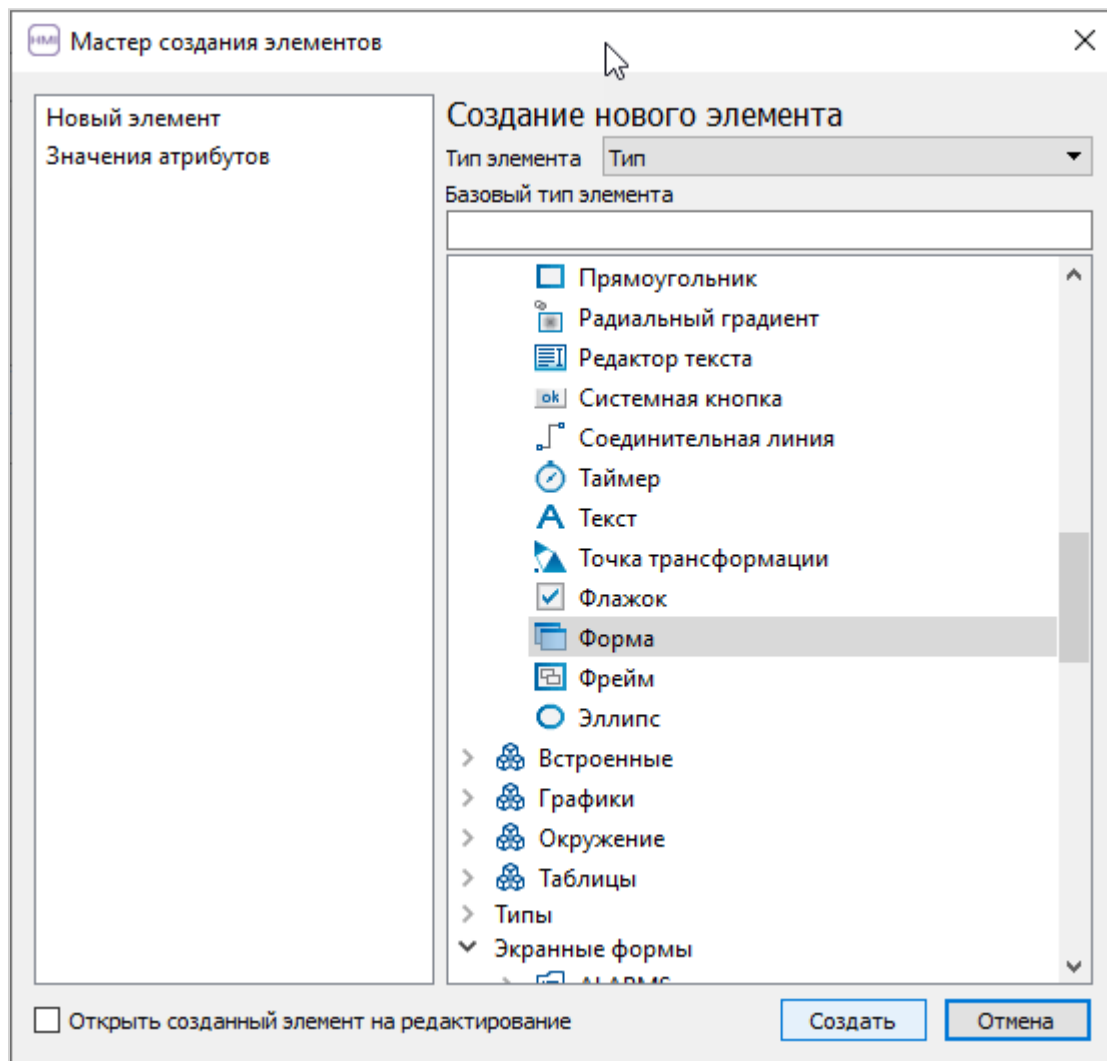 HMI Мастер создания элементов
Новый элемент
Значения атрибутов
Создание нового элемента
Тип элемента Тип
Базовый тип элемента
Прямоугольник
Радиальный градиент
Редактор текста
ok Системная кнопка
Соединительная линия
Таймер
Текст
Точка трансформации
Флажок
Форма
Фрейм
Эллипс
Встроенные
Графики
Окружение
Таблицы
Типы
Экранные формы
ALARMS
Открыть созданный элемент на редактирование
Создать Отмена